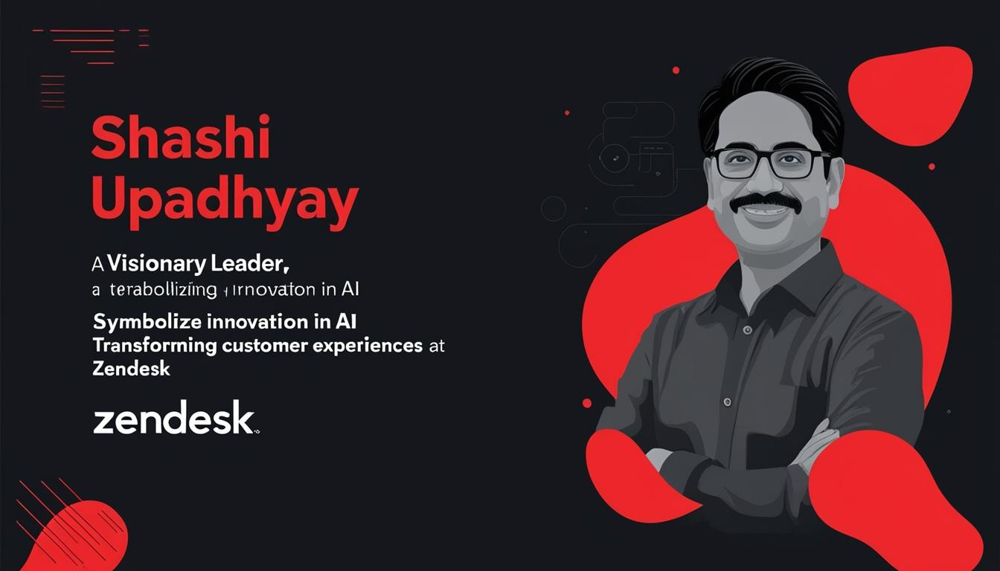 Shashi
Upadhyay
A Visionary Leader,
a terabollizing in AI
Symbolize innovation in AI
Transforming customer experiences at
Zendesk
zendesk